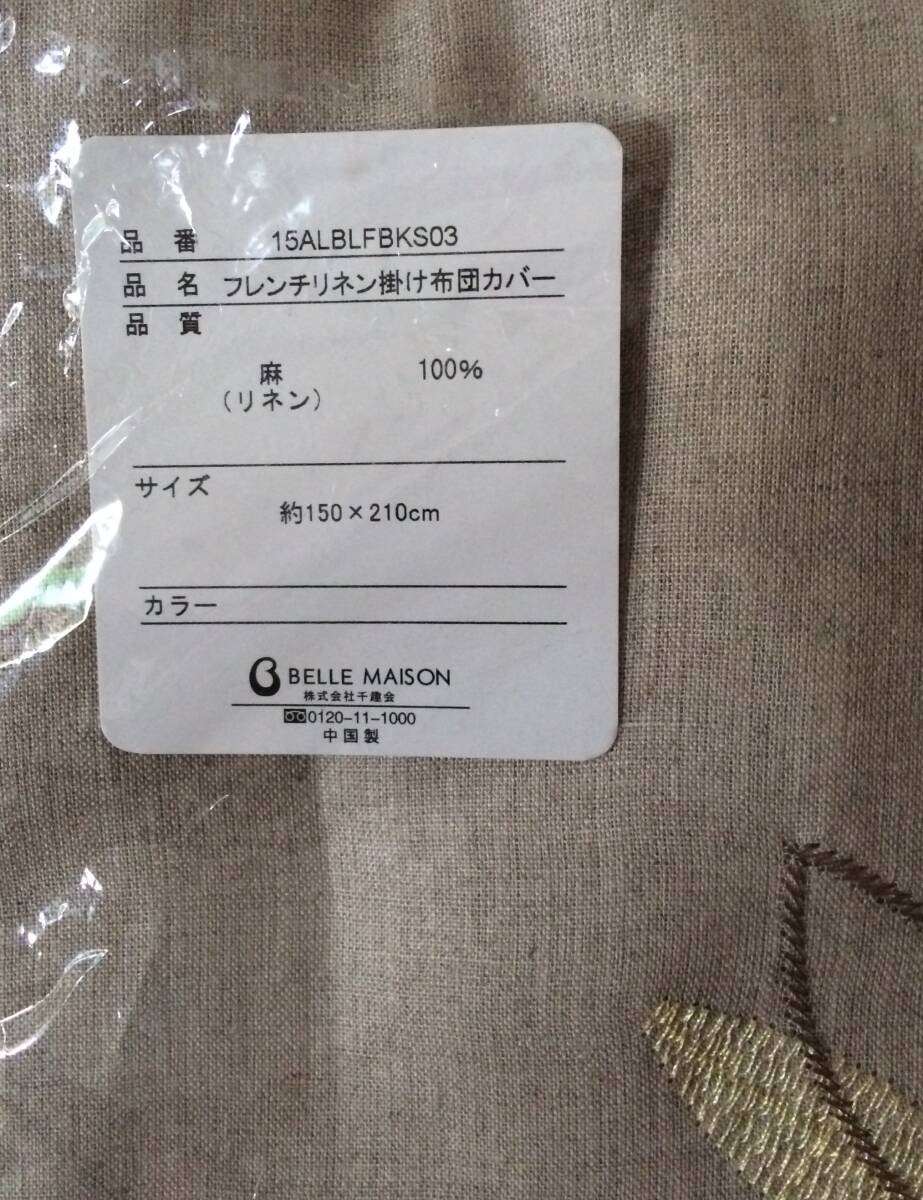 品番 15ALBLFBKS03
品名 フレンチリネン掛け布団カバー
品質
麻 100%
（リネン）
サイズ
約150×210cm
カラー
BELLE MAISON
株式会社千趣会
0120-11-1000
中国製